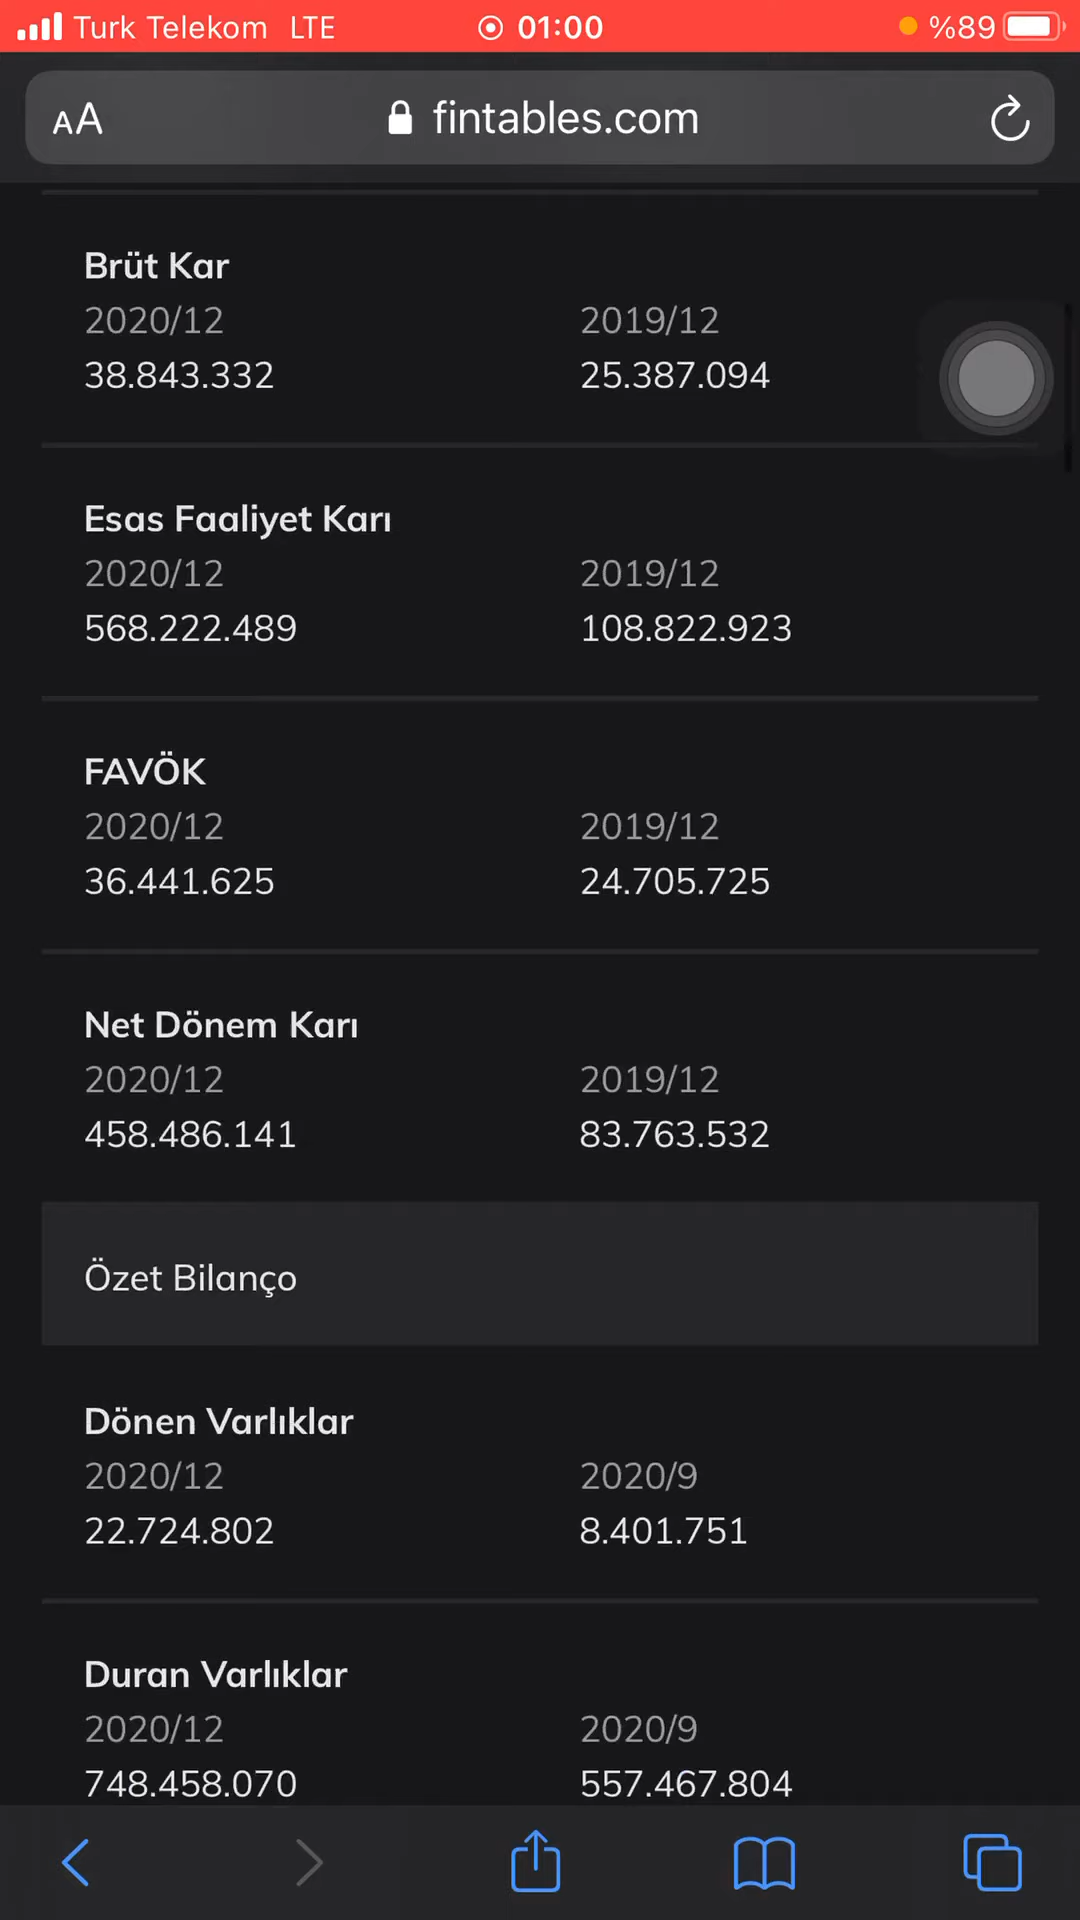 Turk Telekom LTE 01:00 %89
AA fintables.com
Brüt Kar
2020/12 2019/12
38.843.332 25.387.094
Esas Faaliyet Karı
2020/12 2019/12
568.222.489 108.822.923
FAVÖK
2020/12 2019/12
36.441.625 24.705.725
Net Dönem Karı
2020/12 2019/12
458.486.141 83.763.532
Özet Bilanço
Dönen Varlıklar
2020/12 2020/9
22.724.802 8.401.751
Duran Varlıklar
2020/12 2020/9
748.458.070 557.467.804